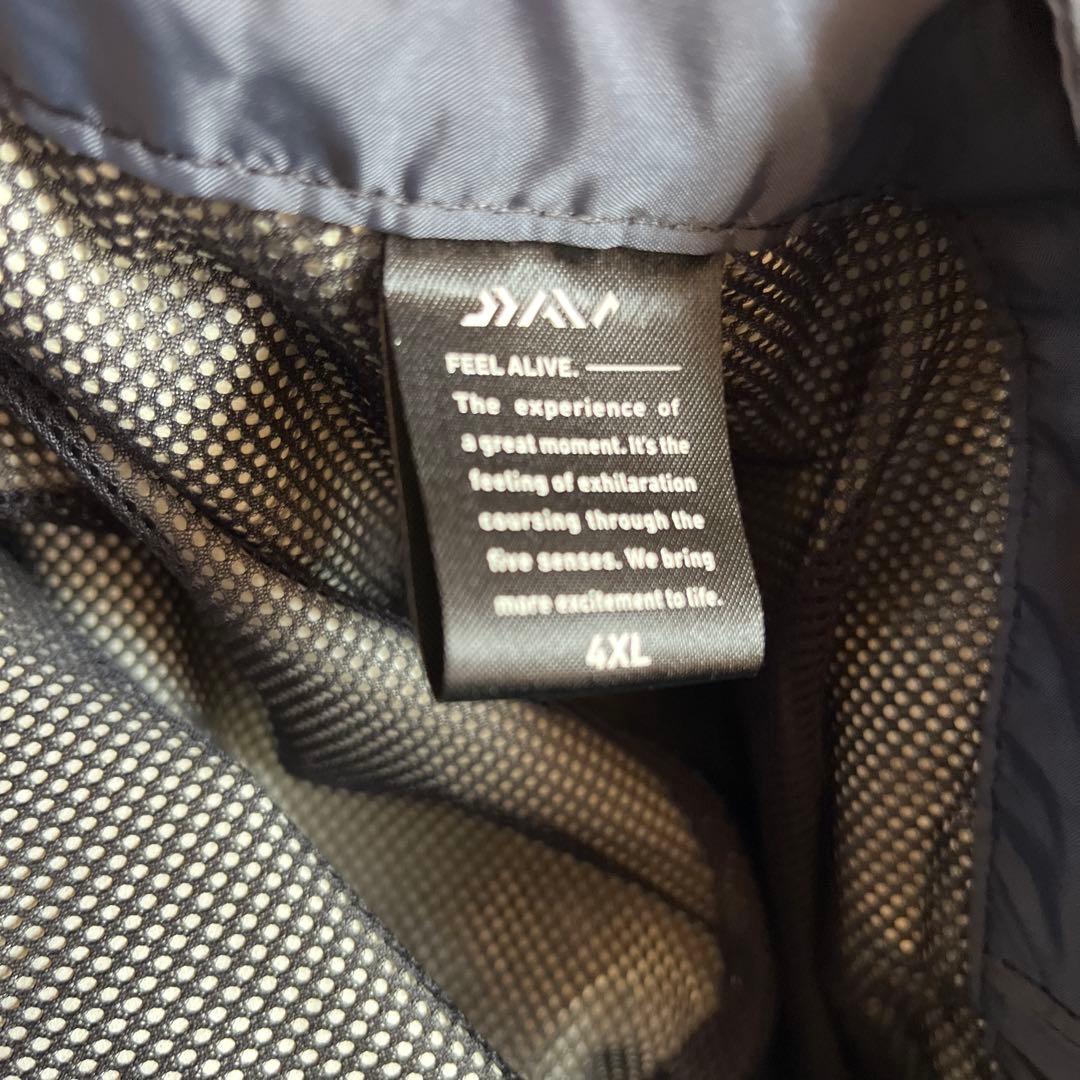 FEEL ALIVE.
The experience of
a great moment. It's the
feeling of exhilaration
coursing through the
five senses. We bring
more excitement to life.
4XL